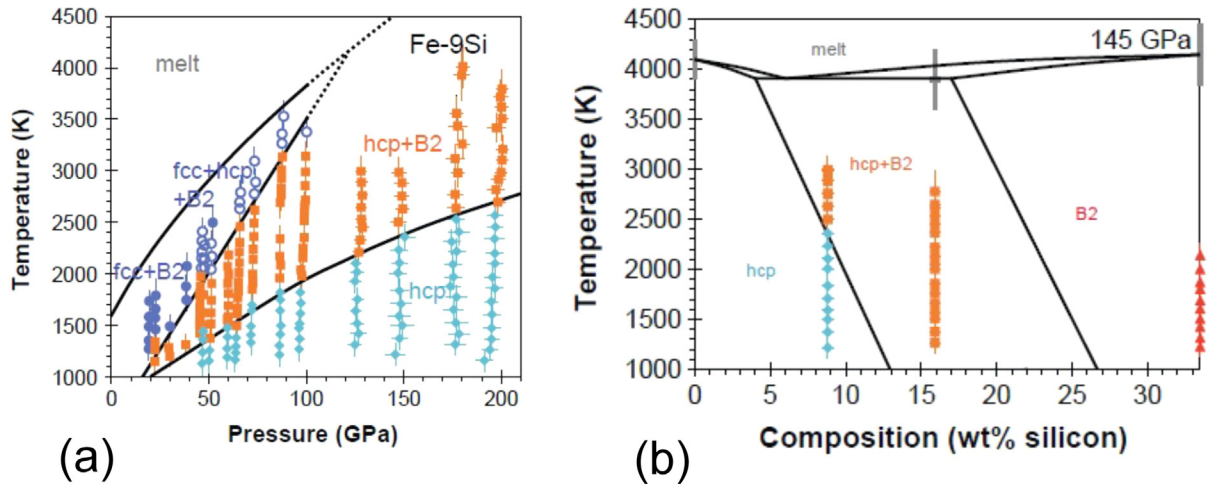 4500
4000
3500
3000
2500
2000
1500
1000
Temperature (K)
melt
Fe-9Si
hcp+B2
fcc+hcp
+B2
fcc+B2
hcp
0
50
100
150
200
Pressure (GPa)
(a)
4500
4000
3500
3000
2500
2000
1500
1000
Temperature (K)
melt
145 GPa
hcp+B2
B2
hcp
0
5
10
15
20
25
30
Composition (wt% silicon)
(b)